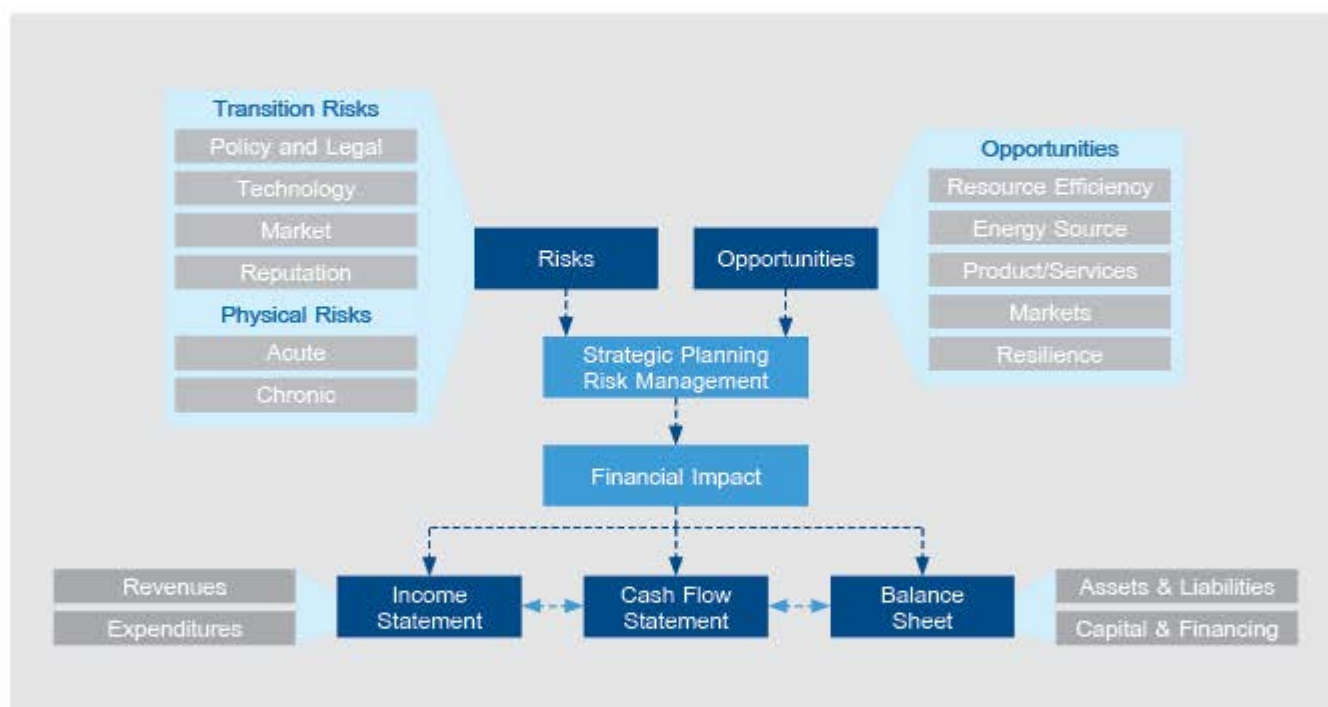 Transition Risks
Policy and Legal
Technology
Market
Reputation
Physical Risks
Acute
Chronic
Risks
Opportunities
Opportunities
Resource Efficiency
Energy Source
Product/Services
Markets
Resilience
Strategic Planning
Risk Management
Financial Impact
Revenues
Expenditures
Income
Statement
Cash Flow
Statement
Balance
Sheet
Assets & Liabilities
Capital & Financing